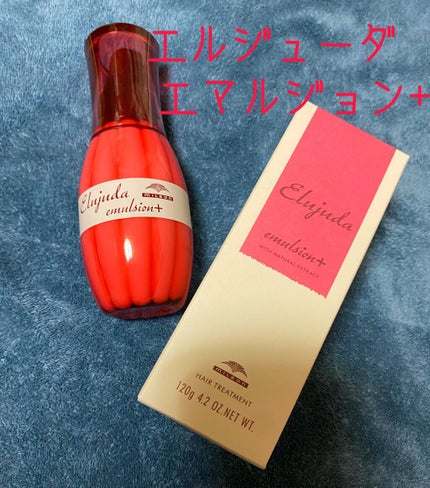 エルジューダ
エマルジョン+
Elujuda
milbon
emulsion+
Elujuda
emulsion+
WITH NATURAL EXTRACT
milbon
HAIR TREATMENT
120g 4.2 OZ.NET WT.